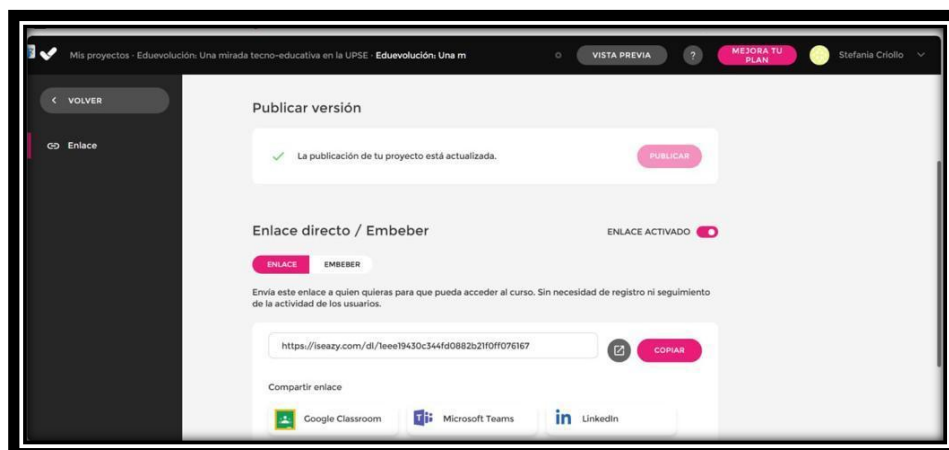 Mis proyectos · Eduevolución: Una mirada tecno-educativa en la UPSE · Eduevolución: Una m
VISTA PREVIA
?
MEJORA TU
PLAN
Stefania Criollo
VOLVER
Enlace
Publicar versión
La publicación de tu proyecto está actualizada.
PUBLICAR
Enlace directo / Embeber
ENLACE ACTIVADO
ENLACE
EMBEBER
Envía este enlace a quien quieras para que pueda acceder al curso. Sin necesidad de registro ni seguimiento
de la actividad de los usuarios.
https://iseazy.com/dl/1eee19430c344fd0882b21f0ff076167
COPIAR
Compartir enlace
Google Classroom
Microsoft Teams
in LinkedIn